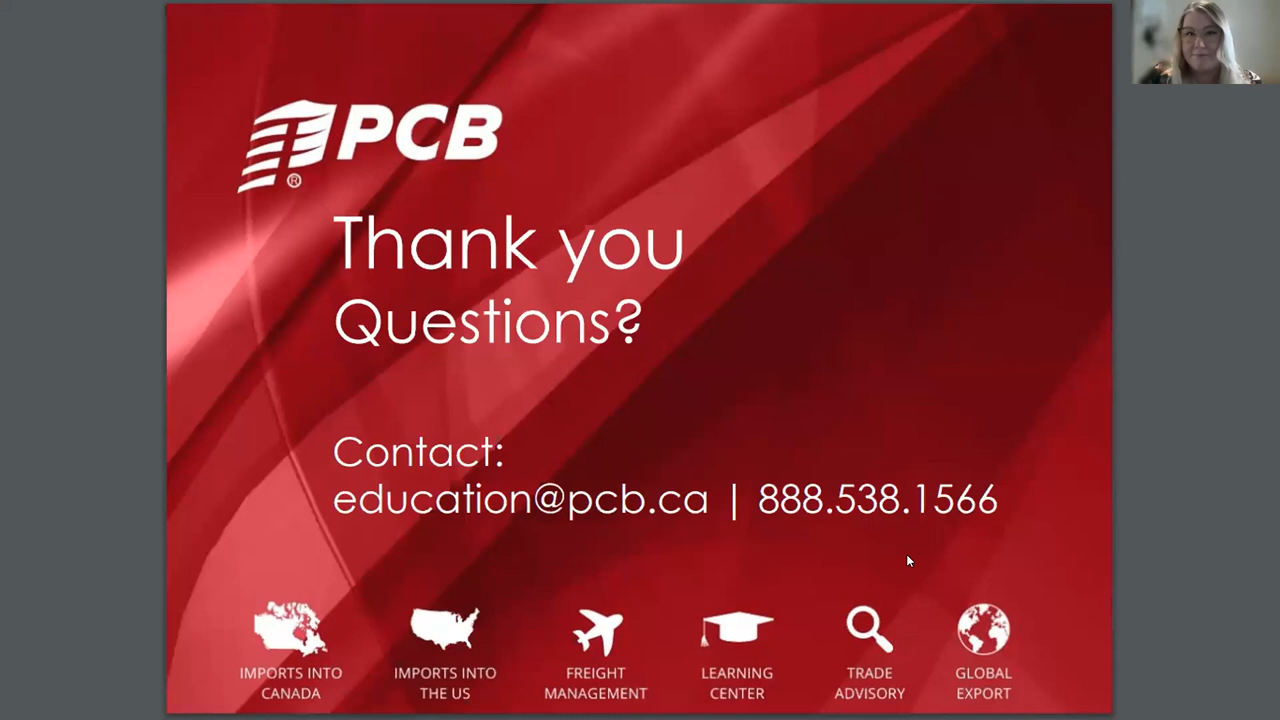 PCB
®
Thank you
Questions?
Contact:
education@pcb.ca | 888.538.1566
IMPORTS INTO
CANADA
IMPORTS INTO
THE US
FREIGHT
MANAGEMENT
LEARNING
CENTER
TRADE
ADVISORY
GLOBAL
EXPORT